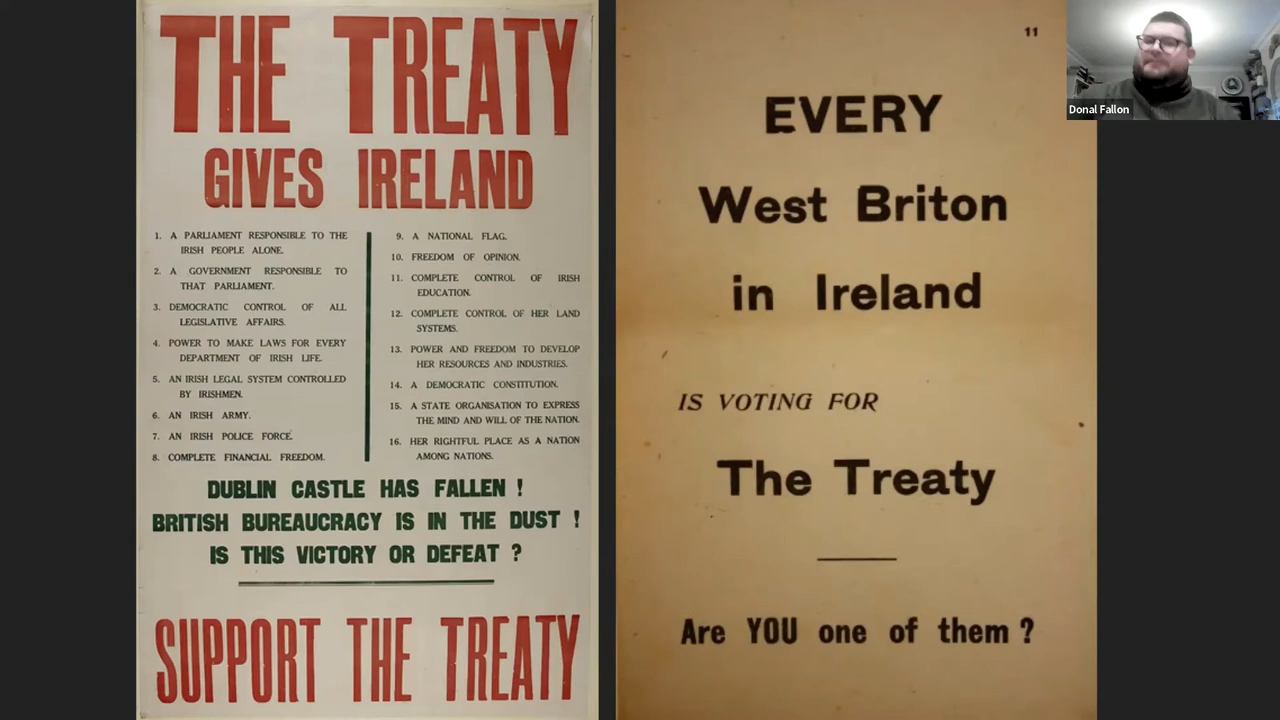 THE TREATY
GIVES IRELAND
1. A PARLIAMENT RESPONSIBLE TO THE
IRISH PEOPLE ALONE.
2. A GOVERNMENT RESPONSIBLE TO
THAT PARLIAMENT.
3. DEMOCRATIC CONTROL OF ALL
LEGISLATIVE AFFAIRS.
4. POWER TO MAKE LAWS FOR EVERY
DEPARTMENT OF IRISH LIFE.
5. AN IRISH LEGAL SYSTEM CONTROLLED
BY IRISHMEN.
6. AN IRISH ARMY.
7. AN IRISH POLICE FORCE.
8. COMPLETE FINANCIAL FREEDOM.
9. A NATIONAL FLAG.
10. FREEDOM OF OPINION.
11. COMPLETE CONTROL OF IRISH
EDUCATION.
12. COMPLETE CONTROL OF HER LAND
SYSTEMS.
13. POWER AND FREEDOM TO DEVELOP
HER RESOURCES AND INDUSTRIES.
14. A DEMOCRATIC CONSTITUTION.
15. A STATE ORGANISATION TO EXPRESS
THE MIND AND WILL OF THE NATION.
16. HER RIGHTFUL PLACE AS A NATION
AMONG NATIONS.
DUBLIN CASTLE HAS FALLEN !
BRITISH BUREAUCRACY IS IN THE DUST !
IS THIS VICTORY OR DEFEAT ?
SUPPORT THE TREATY
11
EVERY
West Briton
in Ireland
IS VOTING FOR
The Treaty
Are YOU one of them ?
Donal Fallon